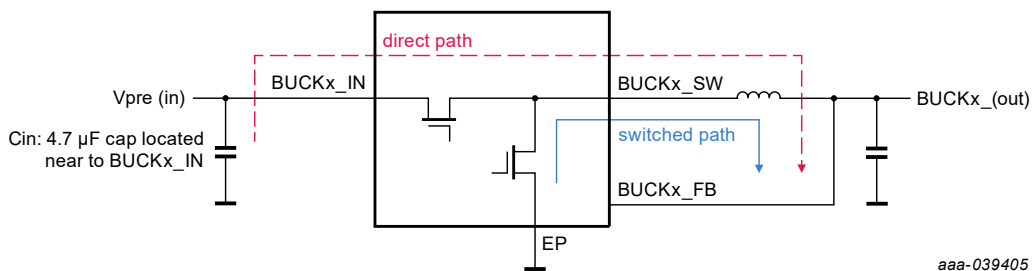 direct path
BUCKx_IN
BUCKx_SW
Vpre (in)
BUCKx_(out)
Cin: 4.7 µF cap located
near to BUCKx_IN
switched path
BUCKx_FB
EP
aaa-039405